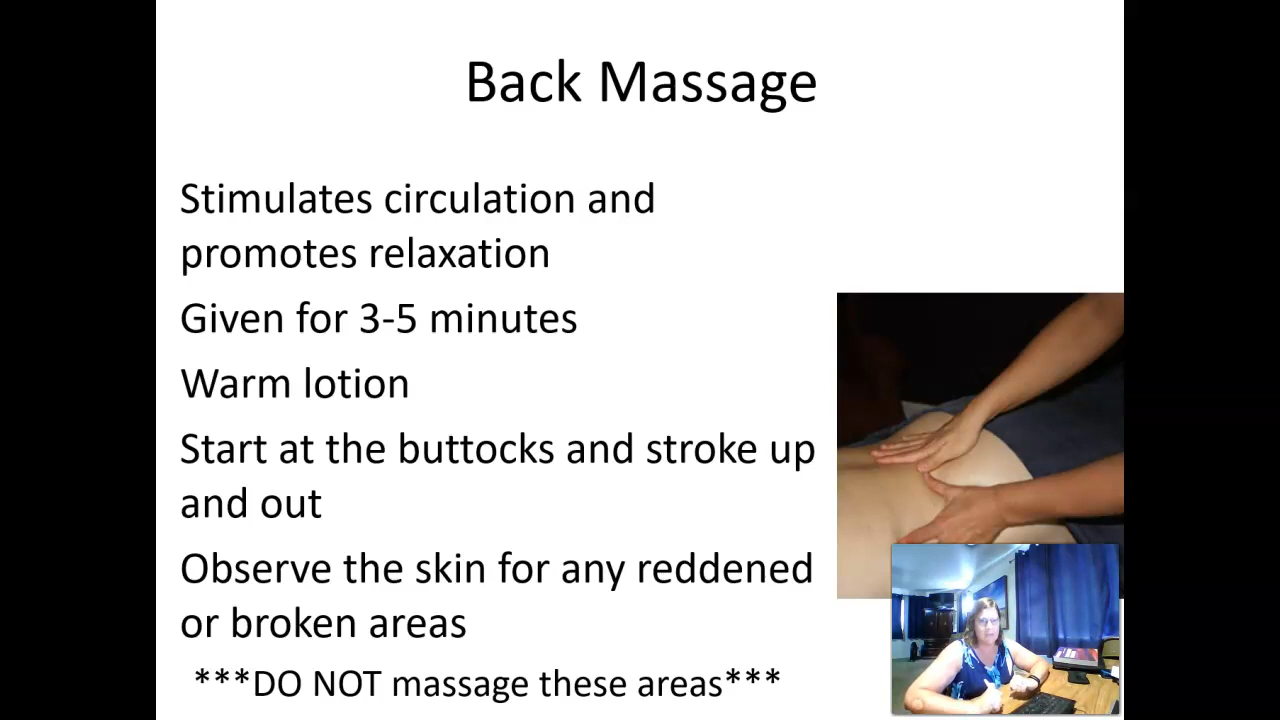 Back Massage
Stimulates circulation and
promotes relaxation
Given for 3-5 minutes
Warm lotion
Start at the buttocks and stroke up
and out
Observe the skin for any reddened
or broken areas
***DO NOT massage these areas***